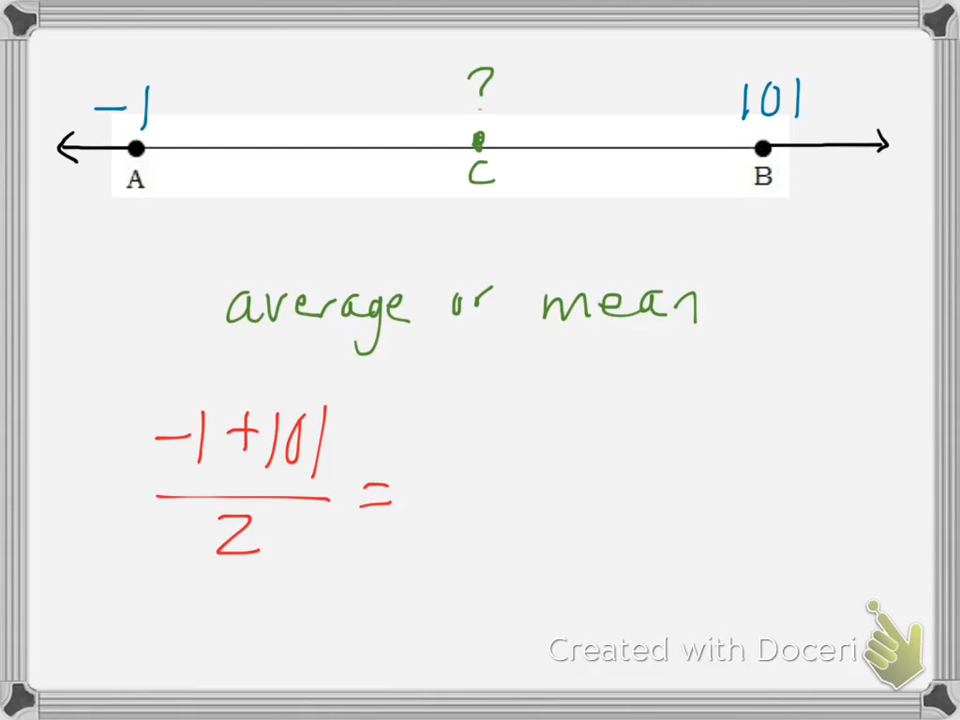 ?
-1 101
C
A B
average or mean
-1 + 101
2
=
Created with Doceri